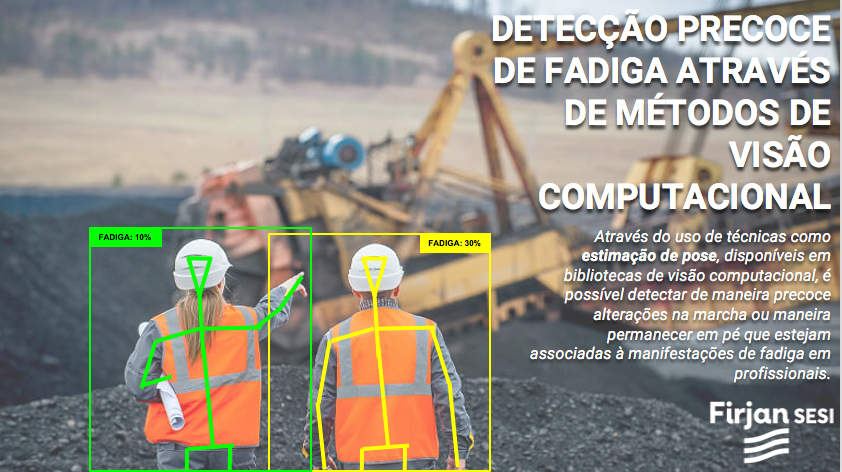 DETECÇÃO PRECOCE
DE FADIGA ATRAVÉS
DE MÉTODOS DE
VISÃO
COMPUTACIONAL
Através do uso de técnicas como
estimação de pose, disponíveis em
bibliotecas de visão computacional, é
possível detectar de maneira precoce
alterações na marcha ou maneira
permanecer em pé que estejam
associadas à manifestações de fadiga em
profissionais.
FADIGA: 10%
FADIGA: 30%
Firjan SESI